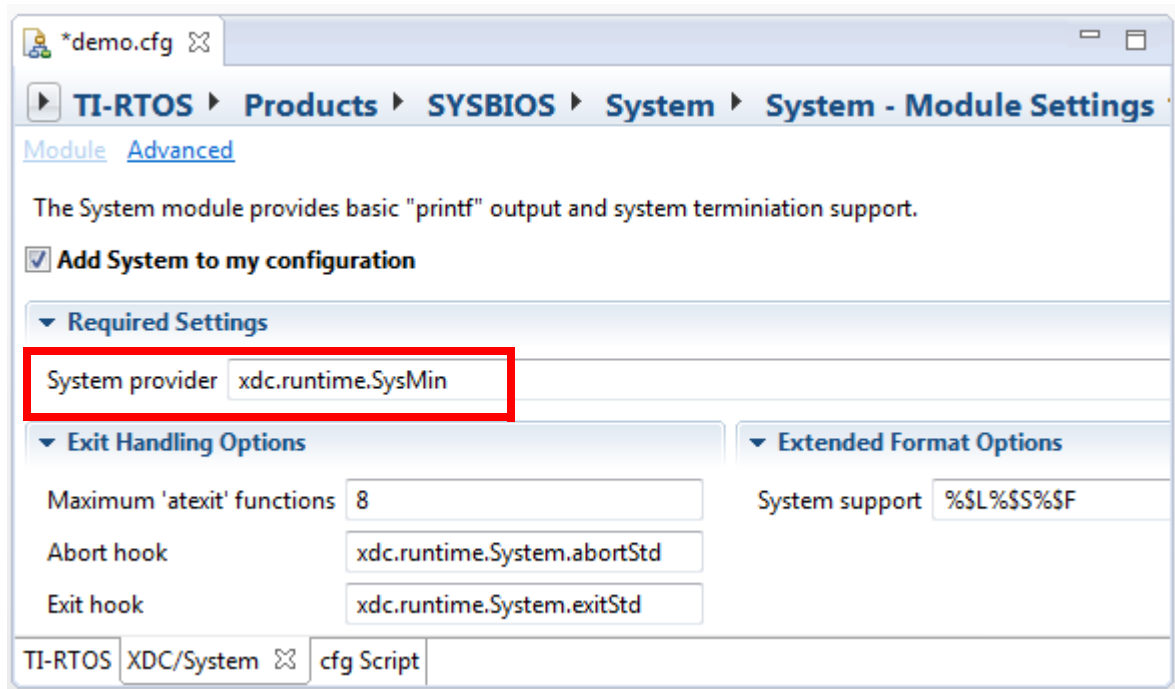 *demo.cfg
TI-RTOS Products SYSBIOS System System - Module Settings
Module Advanced
The System module provides basic "printf" output and system terminiation support.
Add System to my configuration
Required Settings
System provider xdc.runtime.SysMin
Exit Handling Options Extended Format Options
Maximum 'atexit' functions 8 System support %$L%$S%$F
Abort hook xdc.runtime.System.abortStd
Exit hook xdc.runtime.System.exitStd
TI-RTOS XDC/System cfg Script